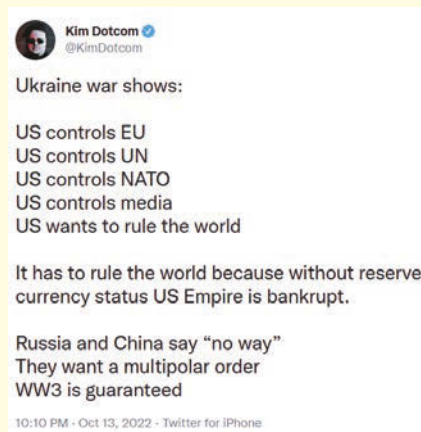 Kim Dotcom
@KimDotcom
Ukraine war shows:
US controls EU
US controls UN
US controls NATO
US controls media
US wants to rule the world
It has to rule the world because without reserve
currency status US Empire is bankrupt.
Russia and China say “no way”
They want a multipolar order
WW3 is guaranteed
10:10 PM · Oct 13, 2022 · Twitter for iPhone